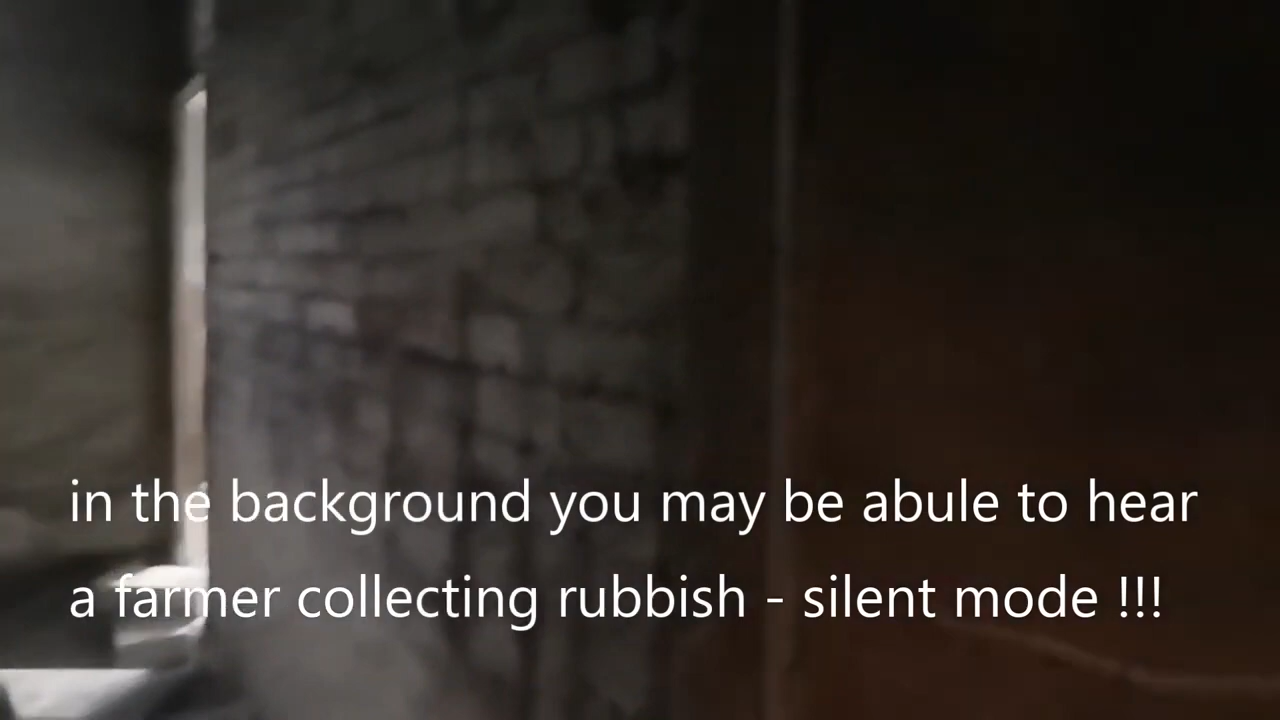 in the background you may be abule to hear
a farmer collecting rubbish - silent mode !!!